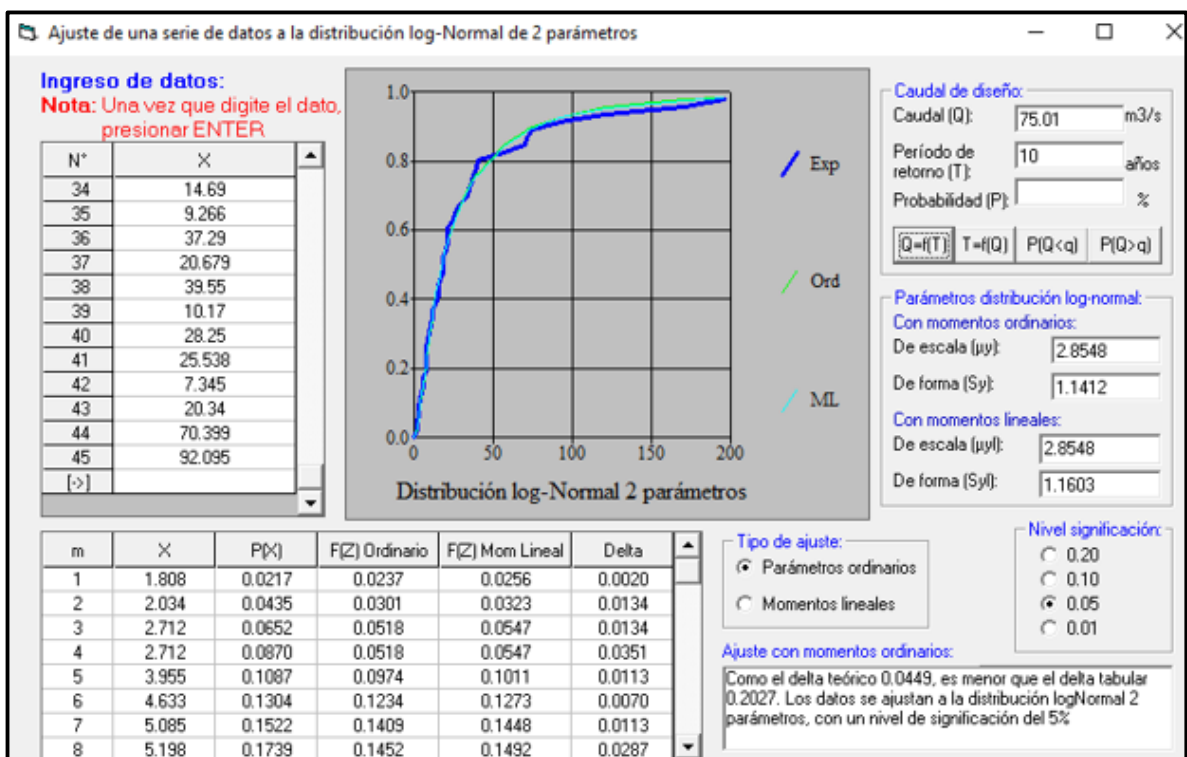 Ajuste de una serie de datos a la distribución log-Normal de 2 parámetros
Ingreso de datos:
Nota: Una vez que digite el dato,
presionar ENTER
N° X
34 14.69
35 9.266
36 37.29
37 20.679
38 39.55
39 10.17
40 28.25
41 25.538
42 7.345
43 20.34
44 70.399
45 92.095
[->]
1.0
0.8
0.6
0.4
0.2
0.0
0 50 100 150 200
Exp
Ord
ML
Distribución log-Normal 2 parámetros
Caudal de diseño:
Caudal (Q): 75.01 m3/s
Período de
retorno (T): 10 años
Probabilidad (P): %
Q=f(T) T=f(Q) P(Q<q) P(Q>q)
Parámetros distribución log-normal:
Con momentos ordinarios:
De escala (µy): 2.8548
De forma (Sy): 1.1412
Con momentos lineales:
De escala (µyl): 2.8548
De forma (Syl): 1.1603
m X P(X) F(Z) Ordinario F(Z) Mom Lineal Delta
1 1.808 0.0217 0.0237 0.0256 0.0020
2 2.034 0.0435 0.0301 0.0323 0.0134
3 2.712 0.0652 0.0518 0.0547 0.0134
4 2.712 0.0870 0.0518 0.0547 0.0351
5 3.955 0.1087 0.0974 0.1011 0.0113
6 4.633 0.1304 0.1234 0.1273 0.0070
7 5.085 0.1522 0.1409 0.1448 0.0113
8 5.198 0.1739 0.1452 0.1492 0.0287
Tipo de ajuste:
Parámetros ordinarios
Momentos lineales
Nivel significación:
0.20
0.10
0.05
0.01
Ajuste con momentos ordinarios:
Como el delta teórico 0.0449, es menor que el delta tabular
0.2027. Los datos se ajustan a la distribución logNormal 2
parámetros, con un nivel de significación del 5%